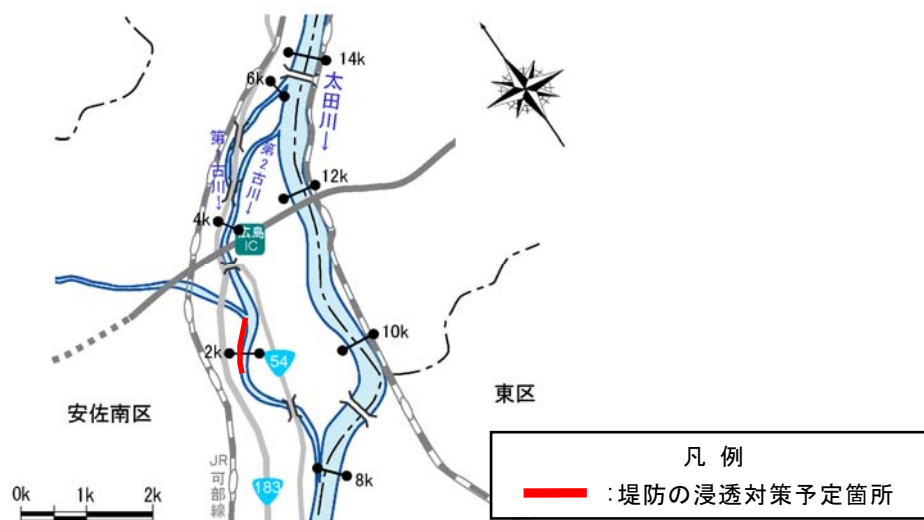 14k
6k
太田川→
第1古川→
第2古川→
12k
4k
広島
IC
10k
2k
54
安佐南区
東区
凡例
:堤防の浸透対策予定箇所
JR可部線
8k
183
0k 1k 2k